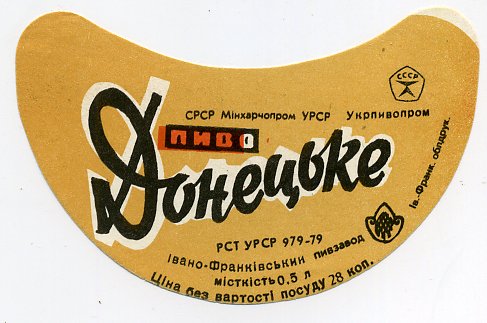 СССР
СРСР Мінхарчопром УРСР Укрпивопром
ПИВО
Донецьке
РСТ УРСР 979-79
Івано-Франківський пивзавод
місткість 0,5 л
Ціна без вартості посуду 28 коп.
Ів.-Франк. облдрук.